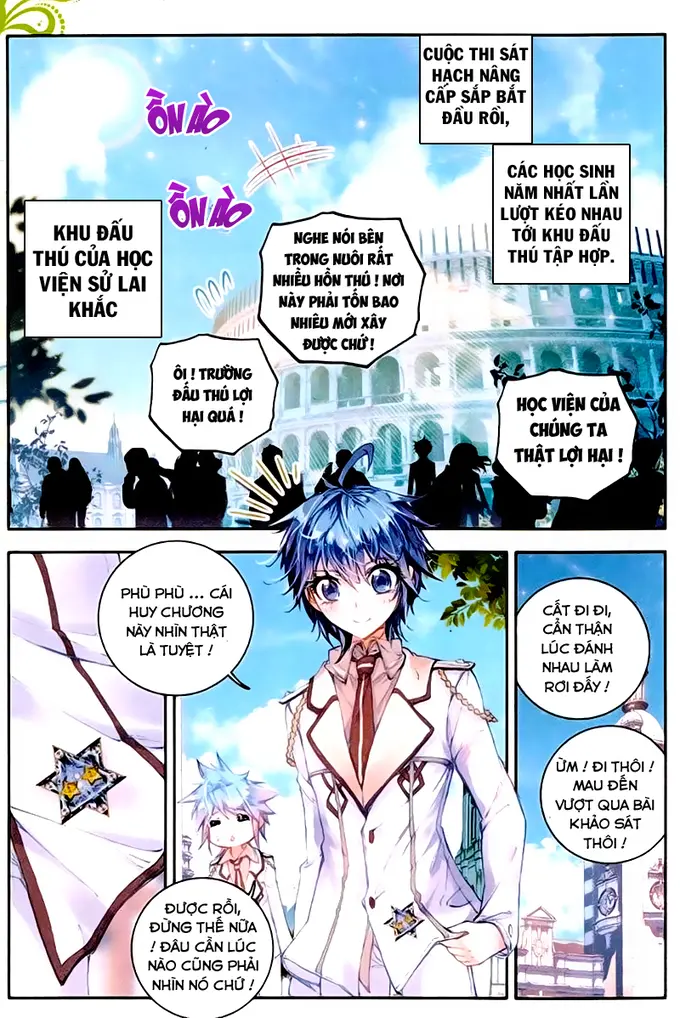 CUỘC THI SÁT
HẠCH NÂNG
CẤP SẮP BẮT
ĐẦU RỒI,
CÁC HỌC SINH
NĂM NHẤT LẦN
LƯỢT KÉO NHAU
TỚI KHU ĐẤU
THÚ TẬP HỢP.
ỒN ÀO
ỒN ÀO
KHU ĐẤU
THÚ CỦA HỌC
VIỆN SỬ LAI
KHẮC
NGHE NÓI BÊN
TRONG NUÔI RẤT
NHIỀU HỒN THÚ ! NƠI
NÀY PHẢI TỐN BAO
NHIÊU MỚI XÂY
ĐƯỢC CHỨ !
ÔI ! TRƯỜNG
ĐẤU THÚ LỢI
HẠI QUÁ !
HỌC VIỆN CỦA
CHÚNG TA
THẬT LỢI HẠI !
PHÙ PHÙ ... CÁI
HUY CHƯƠNG
NÀY NHÌN THẬT
LÀ TUYỆT !
ĐƯỢC RỒI,
ĐỪNG THẾ NỮA
! ĐÂU CẦN LÚC
NÀO CŨNG PHẢI
NHÌN NÓ CHỨ !
CẤT ĐI ĐI,
CẨN THẬN
LÚC ĐÁNH
NHAU LÀM
RƠI ĐẤY !
ỪM ! ĐI THÔI !
MAU ĐẾN
VƯỢT QUA BÀI
KHẢO SÁT
THÔI !